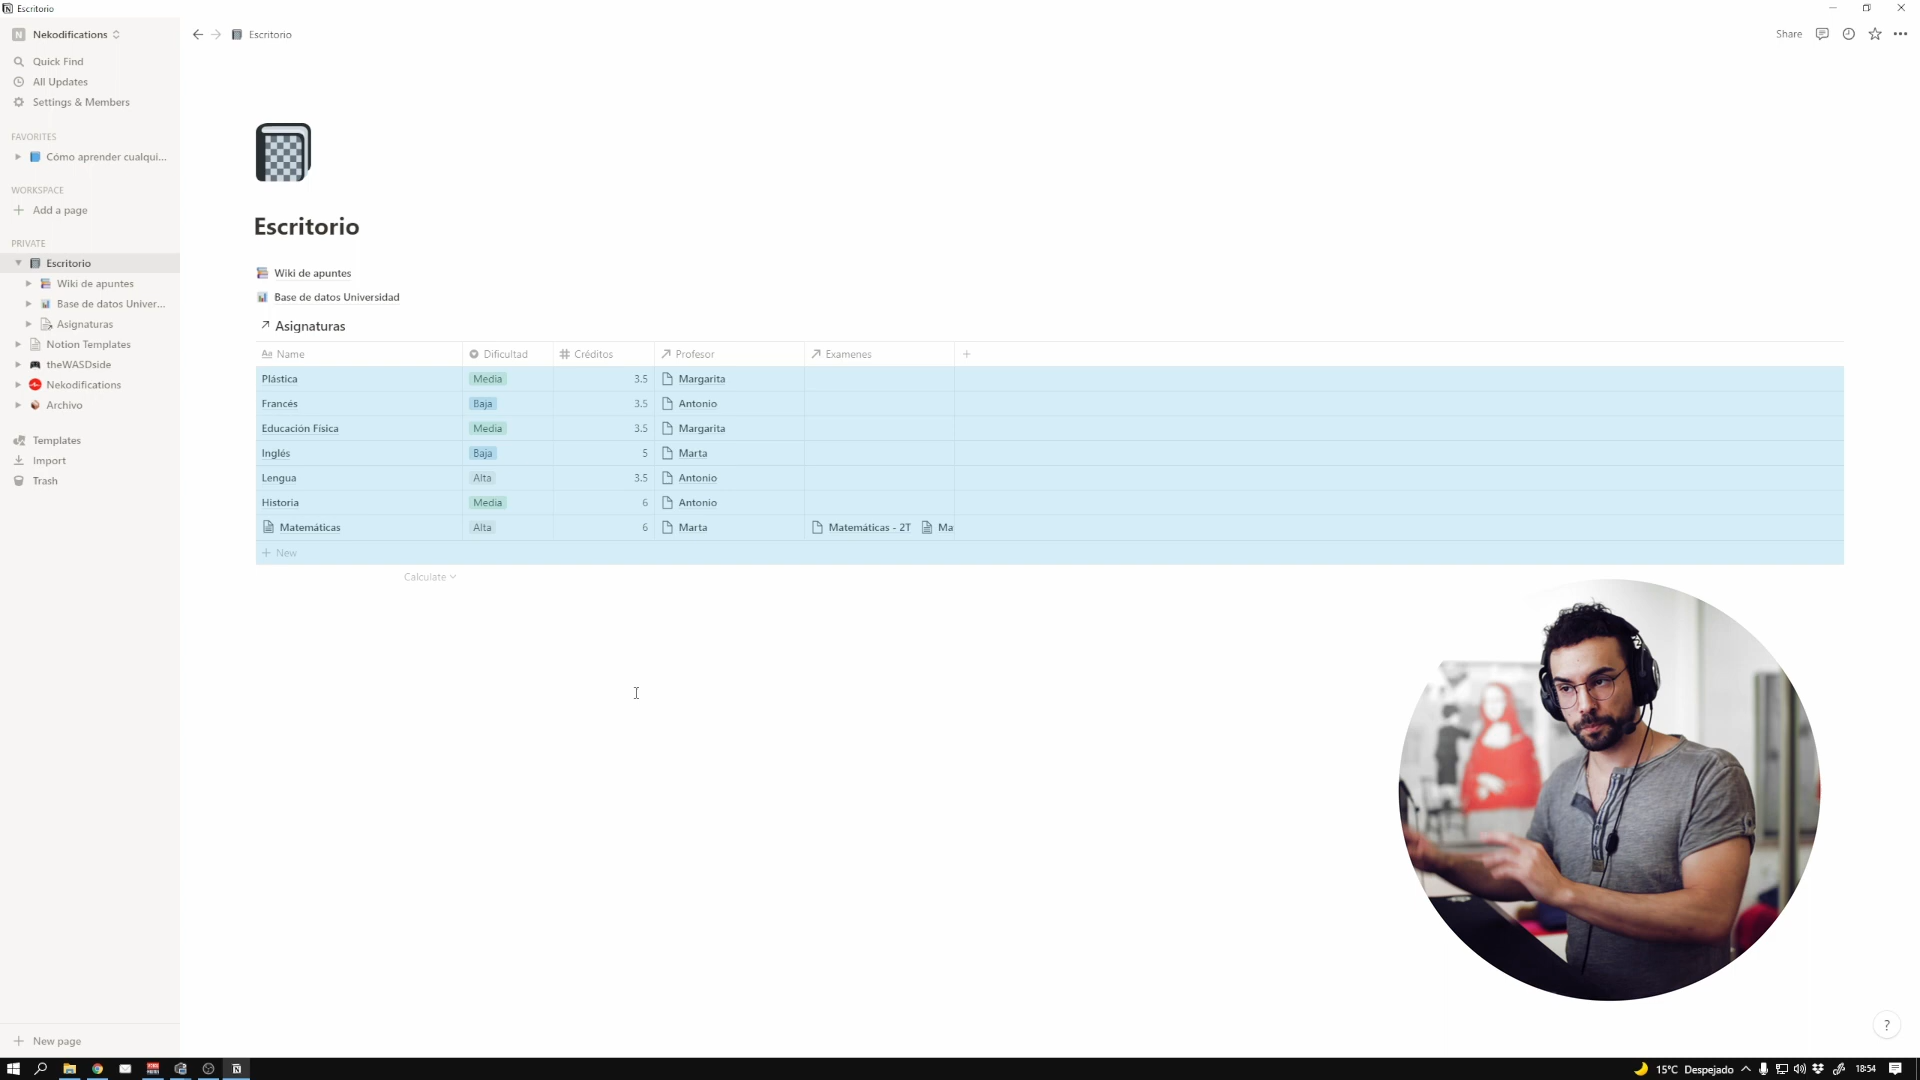 Escritorio
Nekodifications
Escritorio
Share
Quick Find
All Updates
Settings & Members
FAVORITES
Cómo aprender cualqui...
WORKSPACE
Add a page
PRIVATE
Escritorio
Wiki de apuntes
Base de datos Univer...
Asignaturas
Notion Templates
theWASDside
Nekodifications
Archivo
Templates
Import
Trash
New page
Escritorio
Wiki de apuntes
Base de datos Universidad
Asignaturas
Aa Name Dificultad # Créditos Profesor Examenes +
Plástica Media 3.5 Margarita
Francés Baja 3.5 Antonio
Educación Física Media 3.5 Margarita
Inglés Baja 5 Marta
Lengua Alta 3.5 Antonio
Historia Media 6 Antonio
Matemáticas Alta 6 Marta Matemáticas - 2T Ma
+ New
Calculate
?
15°C Despejado 18:54